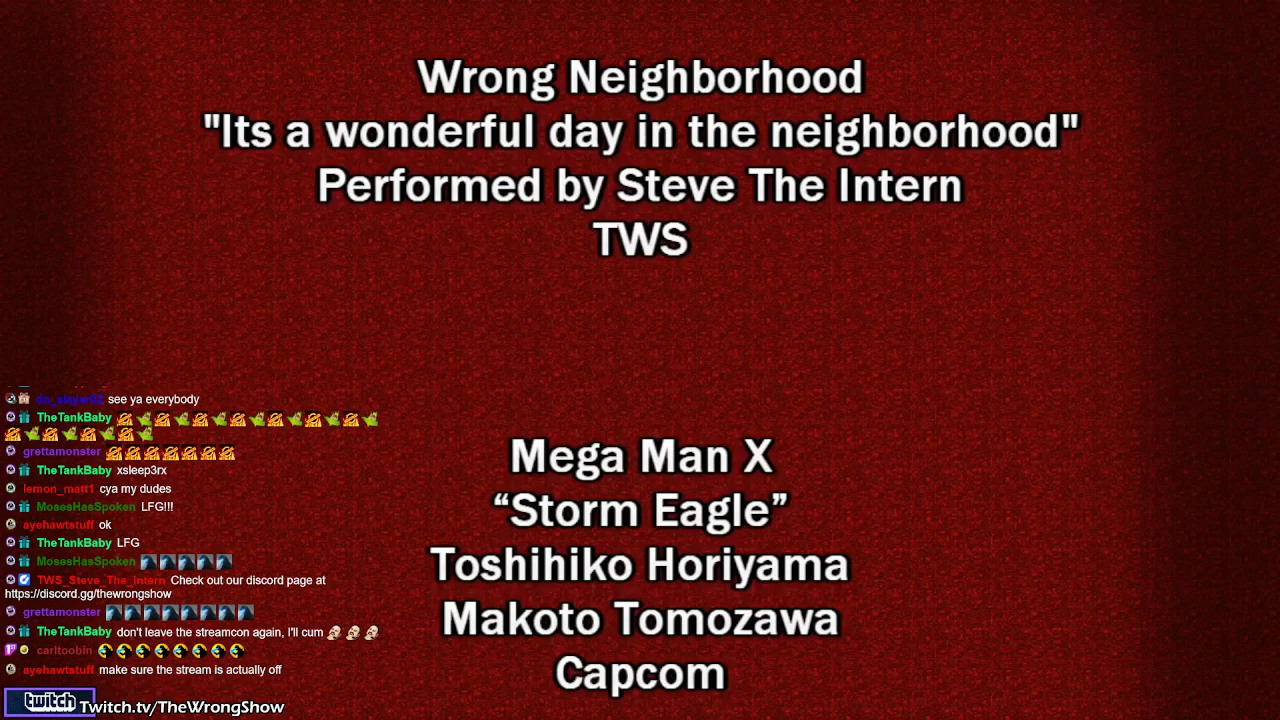 Wrong Neighborhood
"Its a wonderful day in the neighborhood"
Performed by Steve The Intern
TWS
Mega Man X
“Storm Eagle”
Toshihiko Horiyama
Makoto Tomozawa
Capcom
dn_slayer02 see ya everybody
TheTankBaby
grettamonster
TheTankBaby xsleep3rx
lemon_matt1 cya my dudes
MosesHasSpoken LFG!!!
ayehawtstuff ok
TheTankBaby LFG
MosesHasSpoken
TWS_Steve_The_Intern Check out our discord page at
https://discord.gg/thewrongshow
grettamonster
TheTankBaby don't leave the streamcon again, I'll cum
carltoobin
ayehawtstuff make sure the stream is actually off
twitch Twitch.tv/TheWrongShow